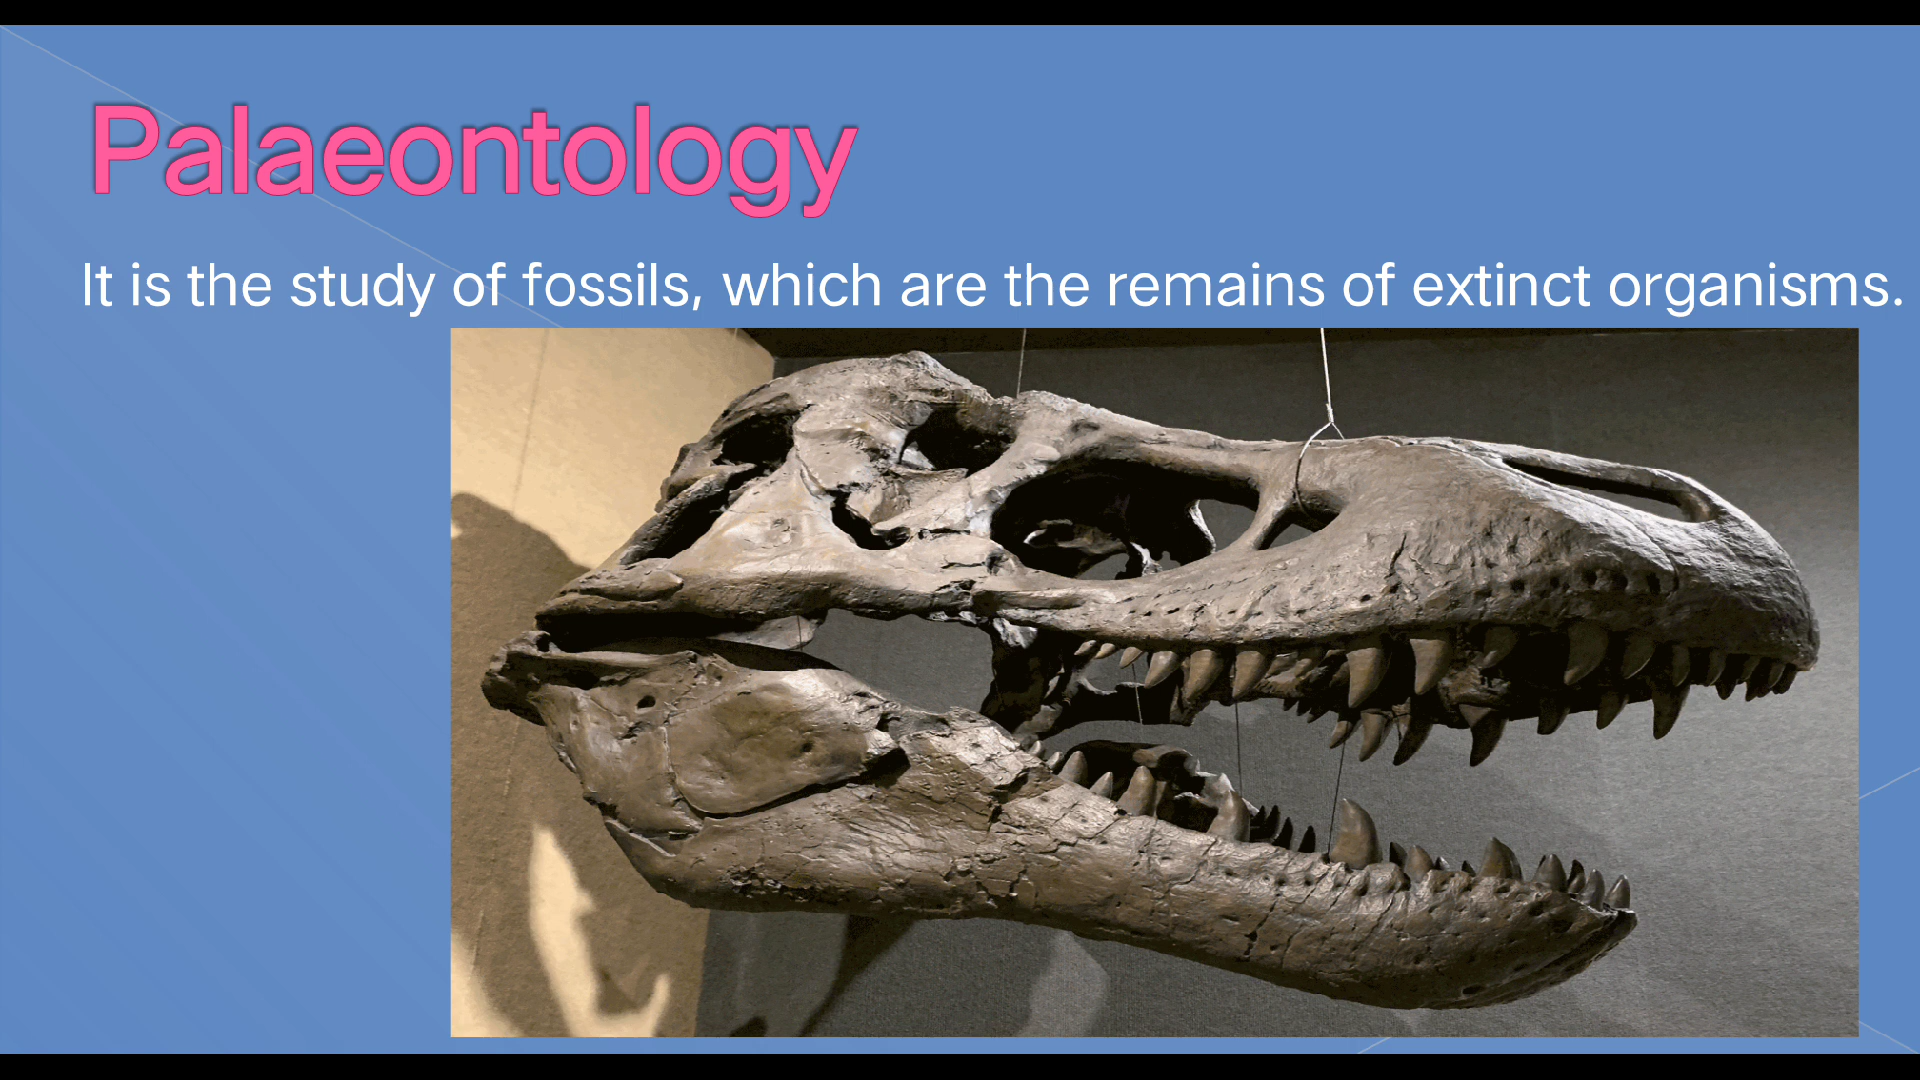 Palaeontology
It is the study of fossils, which are the remains of extinct organisms.